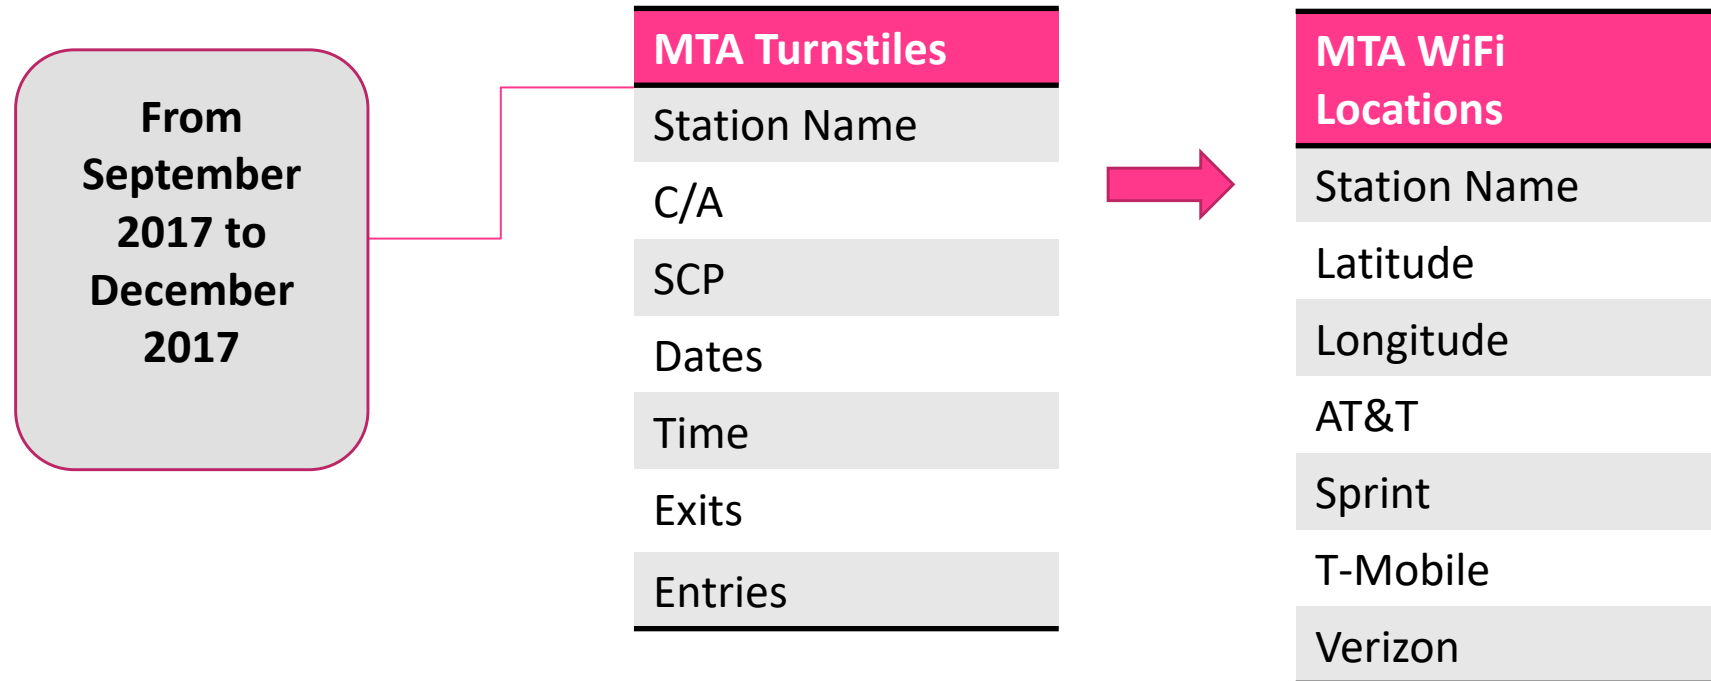 From
September
2017 to
December
2017
MTA Turnstiles
Station Name
C/A
SCP
Dates
Time
Exits
Entries
MTA WiFi
Locations
Station Name
Latitude
Longitude
AT&T
Sprint
T-Mobile
Verizon